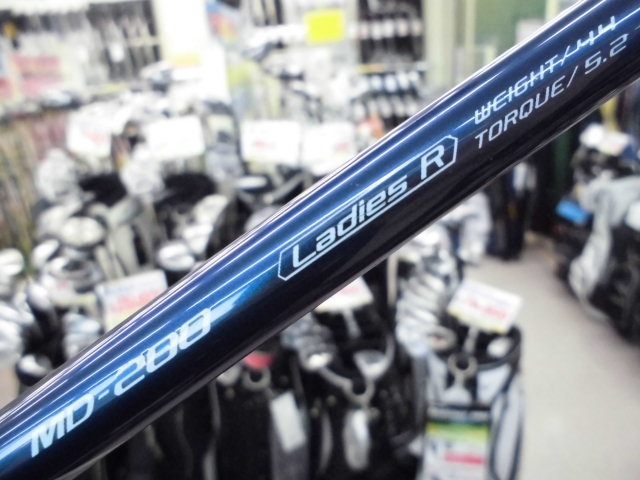 WEIGHT/44
TORQUE/5.2
Ladies R
MD-200